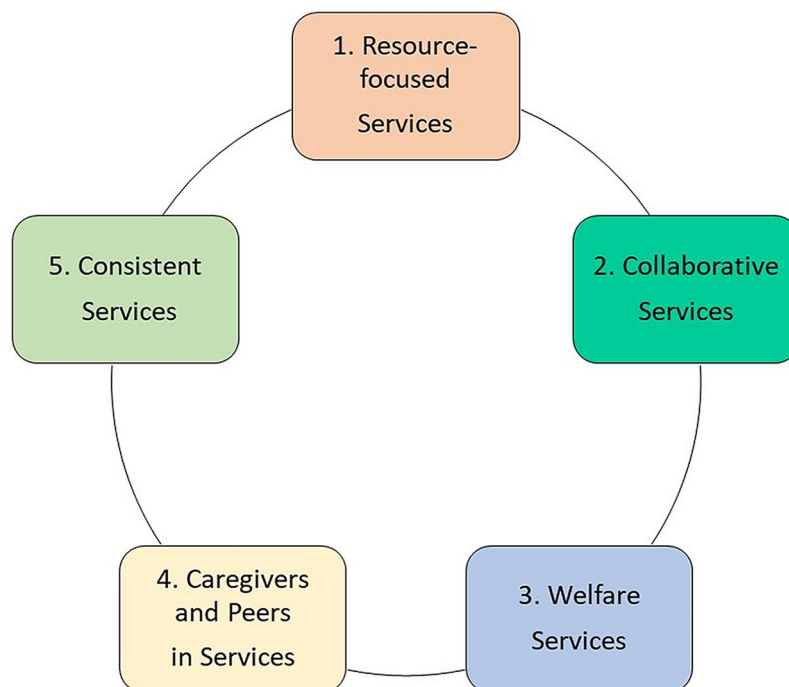 1. Resource-
focused
Services
2. Collaborative
Services
3. Welfare
Services
4. Caregivers
and Peers
in Services
5. Consistent
Services